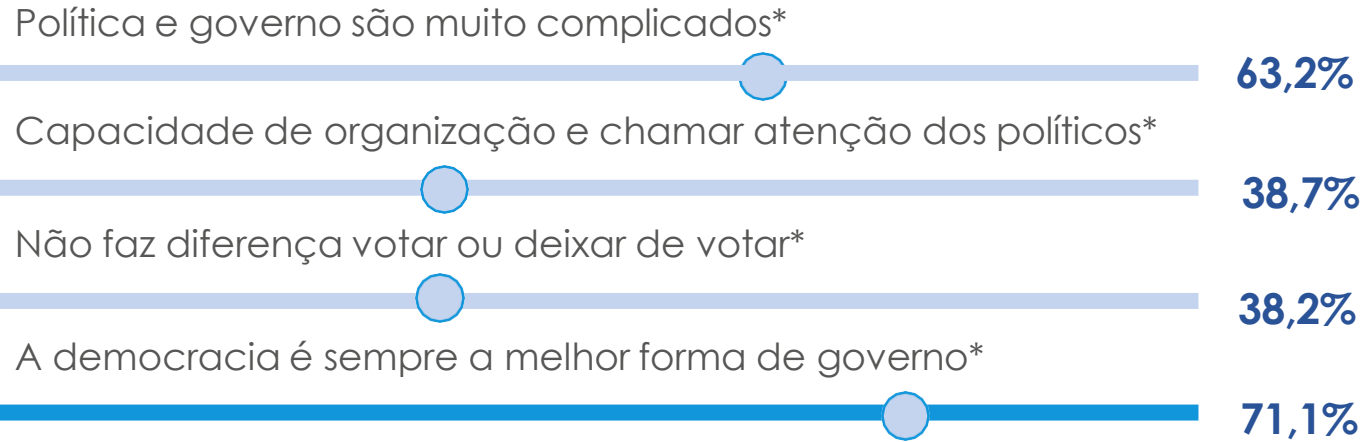 Política e governo são muito complicados*
63,2%
Capacidade de organização e chamar atenção dos políticos*
38,7%
Não faz diferença votar ou deixar de votar*
38,2%
A democracia é sempre a melhor forma de governo*
71,1%